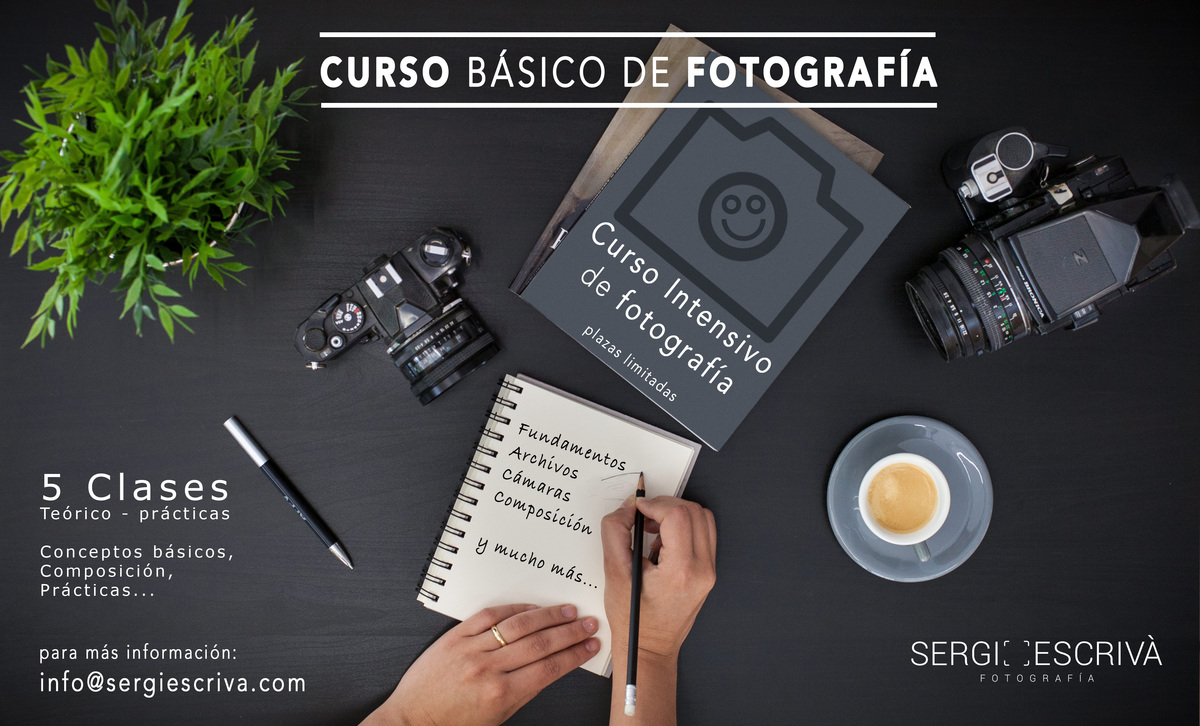 CURSO BÁSICO DE FOTOGRAFÍA
Curso Intensivo
de fotografía
plazas limitadas
Fundamentos
Archivos
Cámaras
Composición
y mucho más...
5 Clases
Teórico - prácticas
Conceptos básicos,
Composición,
Prácticas...
para más información:
info@sergiescriva.com
SERGI ESCRIVÀ
FOTOGRAFÍA